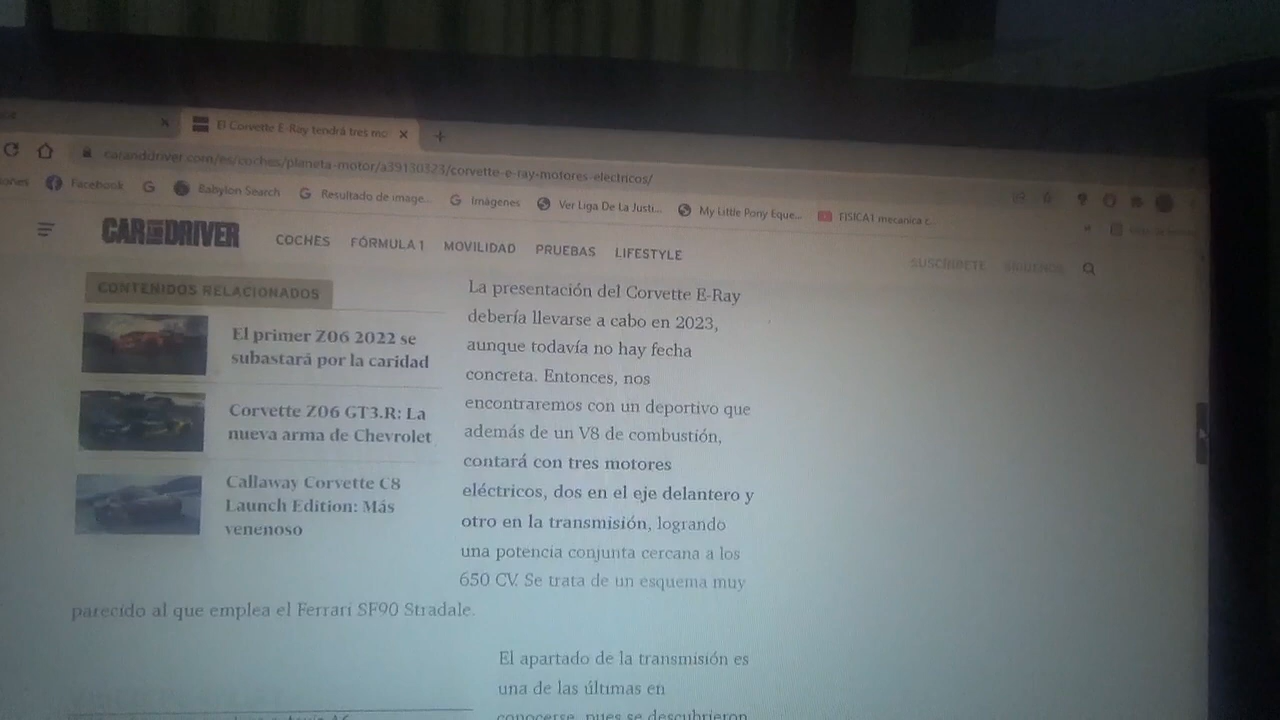 El Corvette E-Ray tendrá tres mo
caranddriver.com/es/coches/planeta-motor/a39130323/corvette-e-ray-motores-electricos/
Facebook
Babylon Search
Resultado de image...
Imágenes
Ver Liga De La Justi...
My Little Pony Eque...
FISICA1 mecanica c...
CAR AND DRIVER
COCHES FÓRMULA 1 MOVILIDAD PRUEBAS LIFESTYLE
SUSCRÍBETE SÍGUENOS
CONTENIDOS RELACIONADOS
El primer Z06 2022 se
subastará por la caridad
Corvette Z06 GT3.R: La
nueva arma de Chevrolet
Callaway Corvette C8
Launch Edition: Más
venenoso
La presentación del Corvette E-Ray
debería llevarse a cabo en 2023,
aunque todavía no hay fecha
concreta. Entonces, nos
encontraremos con un deportivo que
además de un V8 de combustión,
contará con tres motores
eléctricos, dos en el eje delantero y
otro en la transmisión, logrando
una potencia conjunta cercana a los
650 CV. Se trata de un esquema muy
parecido al que emplea el Ferrari SF90 Stradale.
El apartado de la transmisión es
una de las últimas en
conocerse, pues se descubrieron